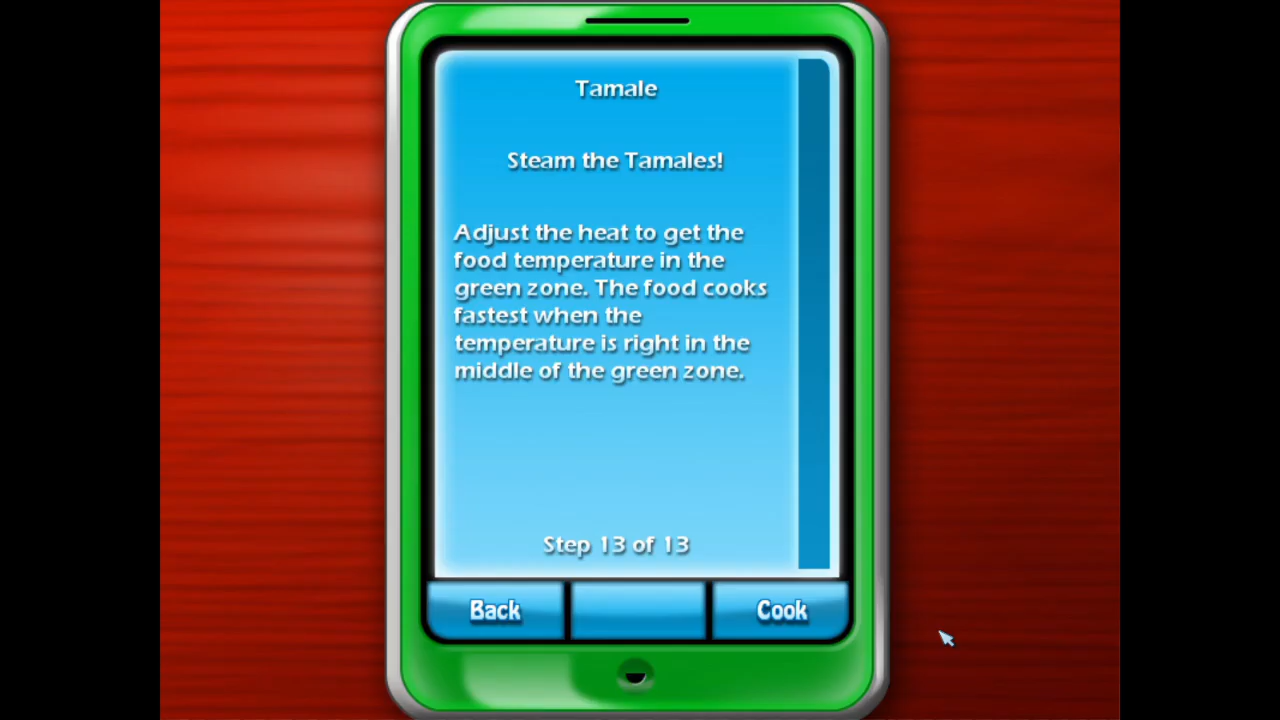 Tamale
Steam the Tamales!
Adjust the heat to get the
food temperature in the
green zone. The food cooks
fastest when the
temperature is right in the
middle of the green zone.
Step 13 of 13
Back
Cook